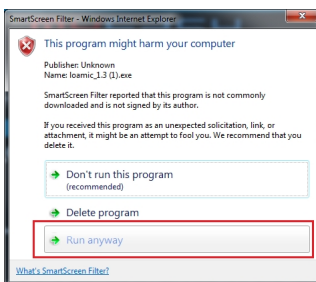 SmartScreen Filter - Windows Internet Explorer
This program might harm your computer
Publisher: Unknown
Name: loamic_1.3 (1).exe
SmartScreen Filter reported that this program is not commonly
downloaded and is not signed by its author.
If you received this program as an unexpected solicitation, link, or
attachment, it might be an attempt to fool you. We recommend that you
delete it.
Don't run this program
(recommended)
Delete program
Run anyway
What's SmartScreen Filter?